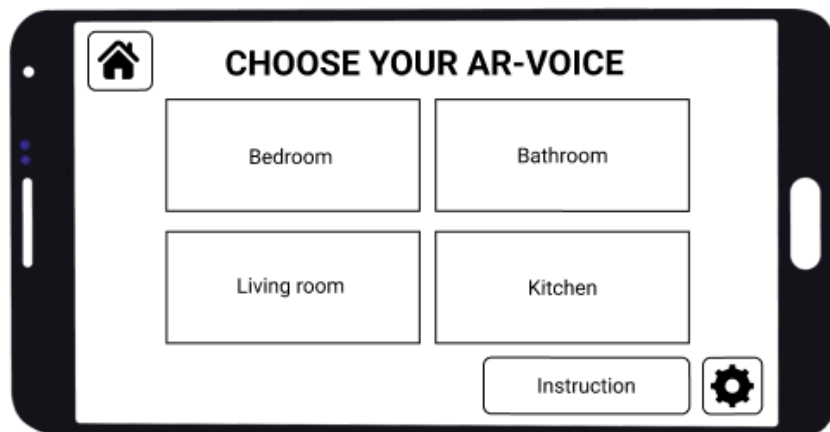 CHOOSE YOUR AR-VOICE
Bedroom
Bathroom
Living room
Kitchen
Instruction